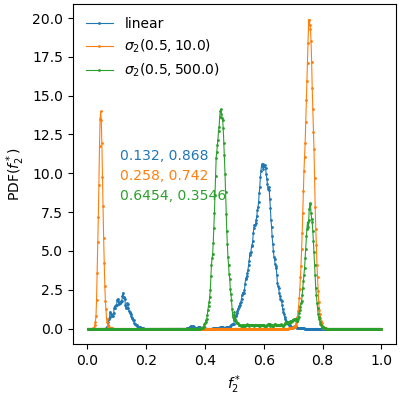 20.0
17.5
15.0
12.5
10.0
7.5
5.0
2.5
0.0
PDF(f₂*)
linear
σ₂(0.5, 10.0)
σ₂(0.5, 500.0)
0.132, 0.868
0.258, 0.742
0.6454, 0.3546
0.0 0.2 0.4 0.6 0.8 1.0
f₂*